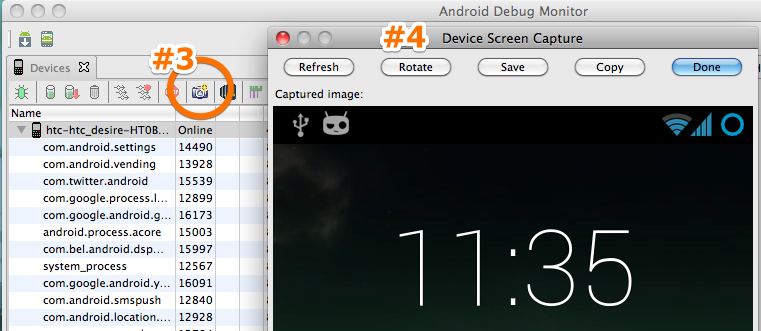 Android Debug Monitor
#3
#4
Device Screen Capture
Devices
Refresh
Rotate
Save
Copy
Done
Captured image:
Name
htc-htc_desire-HT0B... Online
com.android.settings 14490
com.android.vending 13928
com.twitter.android 15539
com.google.process.l... 12899
com.google.android.g... 16173
android.process.acore 15003
com.bel.android.dsp... 15997
system_process 12567
com.google.android.y... 16091
com.android.smspush 12840
com.android.location.... 12928
11:35